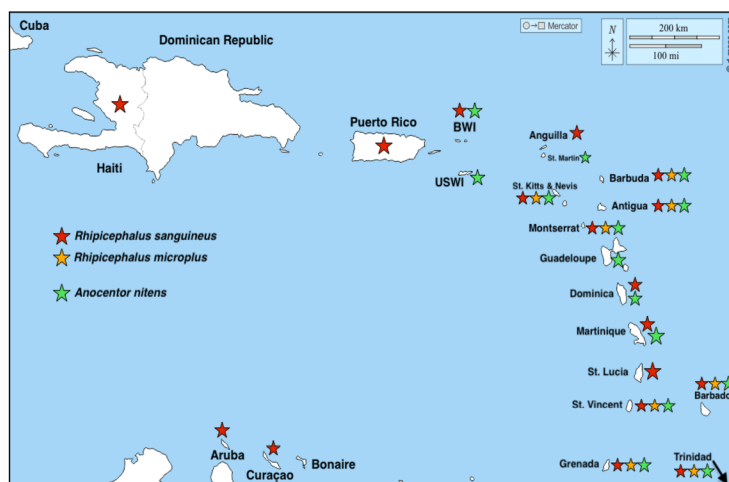 Cuba
Dominican Republic
Mercator
N
200 km
100 mi
Puerto Rico
BWI
Anguilla
St. Martin
Haiti
USWI
St. Kitts & Nevis
Barbuda
Antigua
Montserrat
Rhipicephalus sanguineus
Rhipicephalus microplus
Guadeloupe
Anocentor nitens
Dominica
Martinique
St. Lucia
Barbado
St. Vincent
Aruba
Bonaire
Curaçao
Grenada
Trinidad